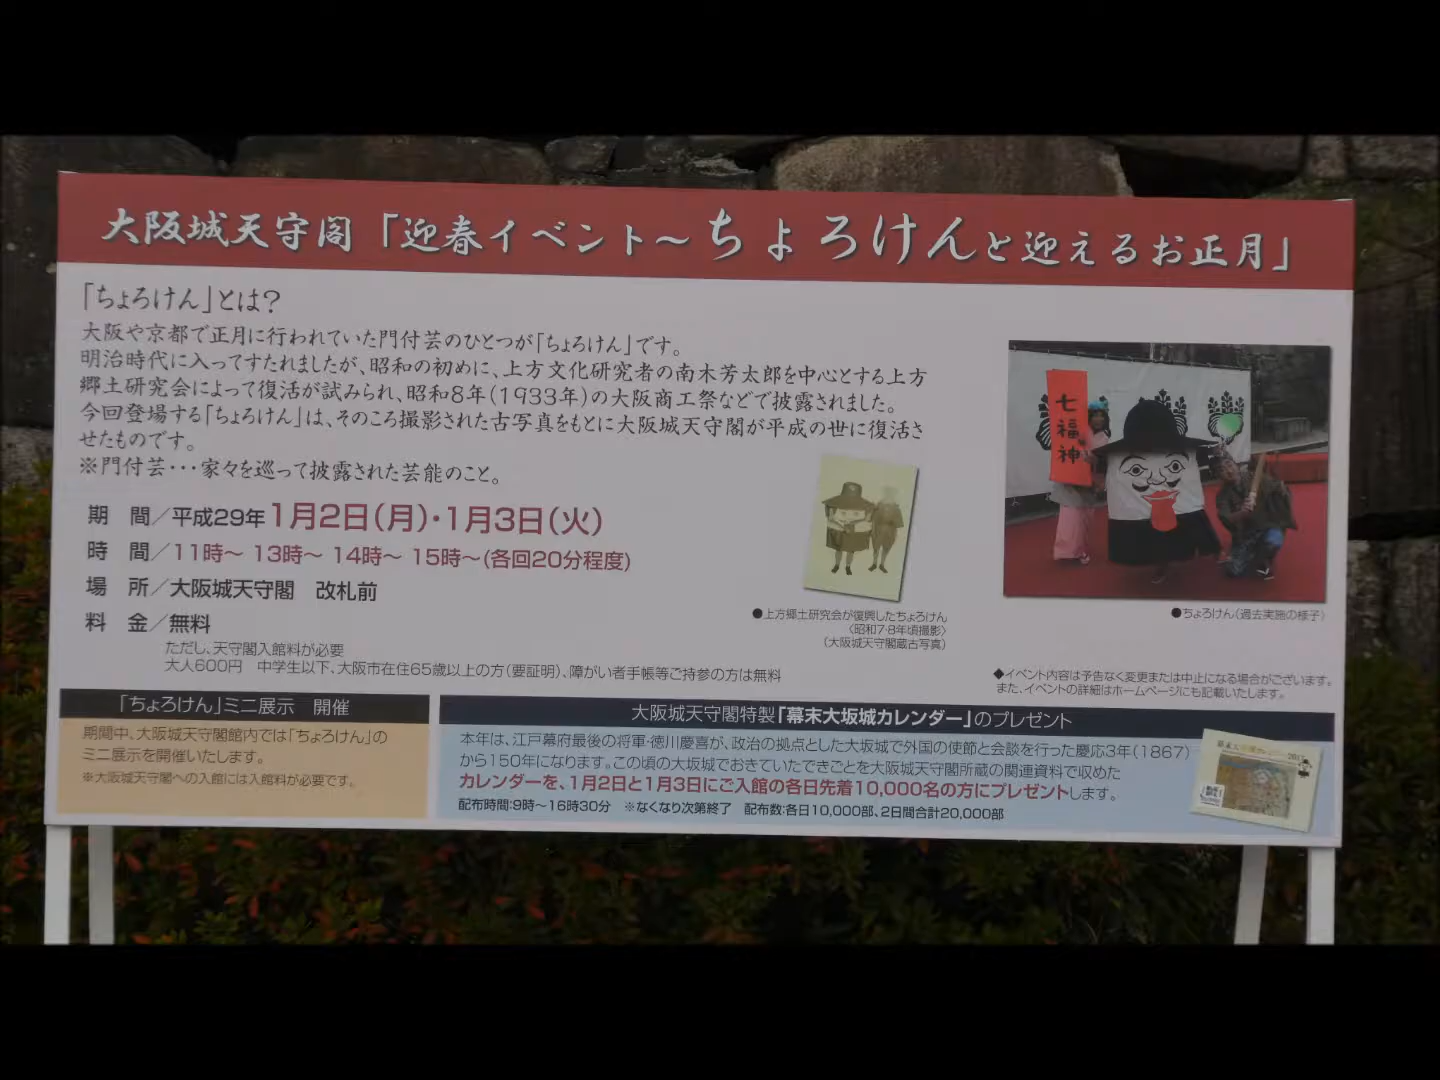 大阪城天守閣「迎春イベント～ちょろけんと迎えるお正月」
「ちょろけん」とは？
大阪や京都で正月に行われていた門付芸のひとつが「ちょろけん」です。
明治時代に入ってすたれましたが、昭和の初めに、上方文化研究者の南木芳太郎を中心とする上方
郷土研究会によって復活が試みられ、昭和8年(1933年)の大阪商工祭などで披露されました。
今回登場する「ちょろけん」は、そのころ撮影された古写真をもとに大阪城天守閣が平成の世に復活さ
せたものです。
※門付芸･･･家々を巡って披露された芸能のこと。
期　間／平成29年1月2日(月)・1月3日(火)
時　間／11時～ 13時～ 14時～ 15時～(各回20分程度)
場　所／大阪城天守閣　改札前
料　金／無料
ただし、天守閣入館料が必要
大人600円　中学生以下、大阪市在住65歳以上の方(要証明)、障がい者手帳等ご持参の方は無料
●上方郷土研究会が復興したちょろけん
〈昭和7・8年頃撮影〉
(大阪城天守閣蔵古写真)
七福神
●ちょろけん(過去実施の様子)
◆イベント内容は予告なく変更または中止になる場合がございます。
また、イベントの詳細はホームページにも記載いたします。
「ちょろけん」ミニ展示　開催
期間中、大阪城天守閣館内では「ちょろけん」の
ミニ展示を開催いたします。
※大阪城天守閣への入館には入館料が必要です。
大阪城天守閣特製「幕末大坂城カレンダー」のプレゼント
本年は、江戸幕府最後の将軍・徳川慶喜が、政治の拠点とした大坂城で外国の使節と会談を行った慶応3年(1867)
から150年になります。この頃の大坂城でおきていたできごとを大阪城天守閣所蔵の関連資料で収めた
カレンダーを、1月2日と1月3日にご入館の各日先着10,000名の方にプレゼントします。
配布時間:9時～16時30分　※なくなり次第終了　配布数:各日10,000部、2日間合計20,000部